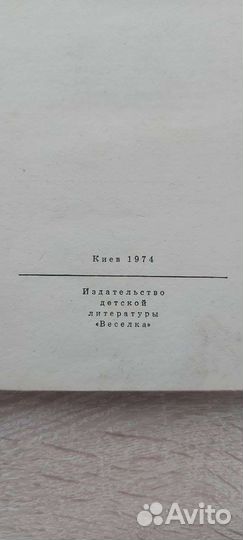 Киев 1974
Издательство
детской
литературы
«Веселка»
Avito